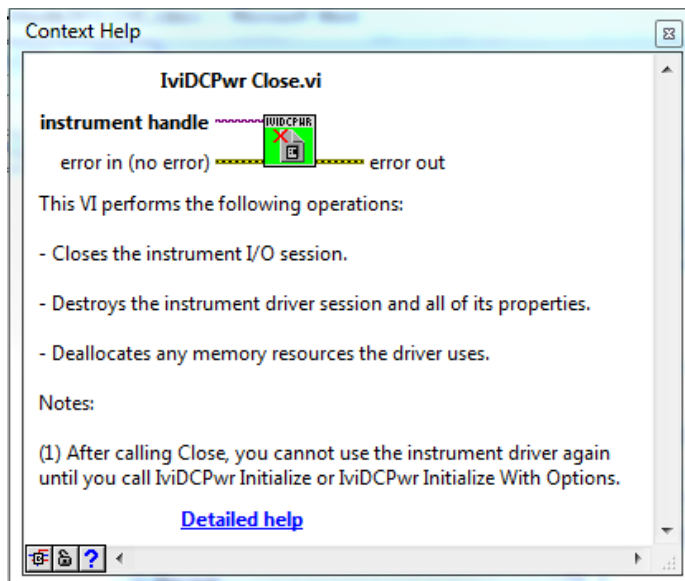 Context Help
IviDCPwr Close.vi
instrument handle
IVIDCPWR
error in (no error)
error out
This VI performs the following operations:
- Closes the instrument I/O session.
- Destroys the instrument driver session and all of its properties.
- Deallocates any memory resources the driver uses.
Notes:
(1) After calling Close, you cannot use the instrument driver again
until you call IviDCPwr Initialize or IviDCPwr Initialize With Options.
Detailed help
?